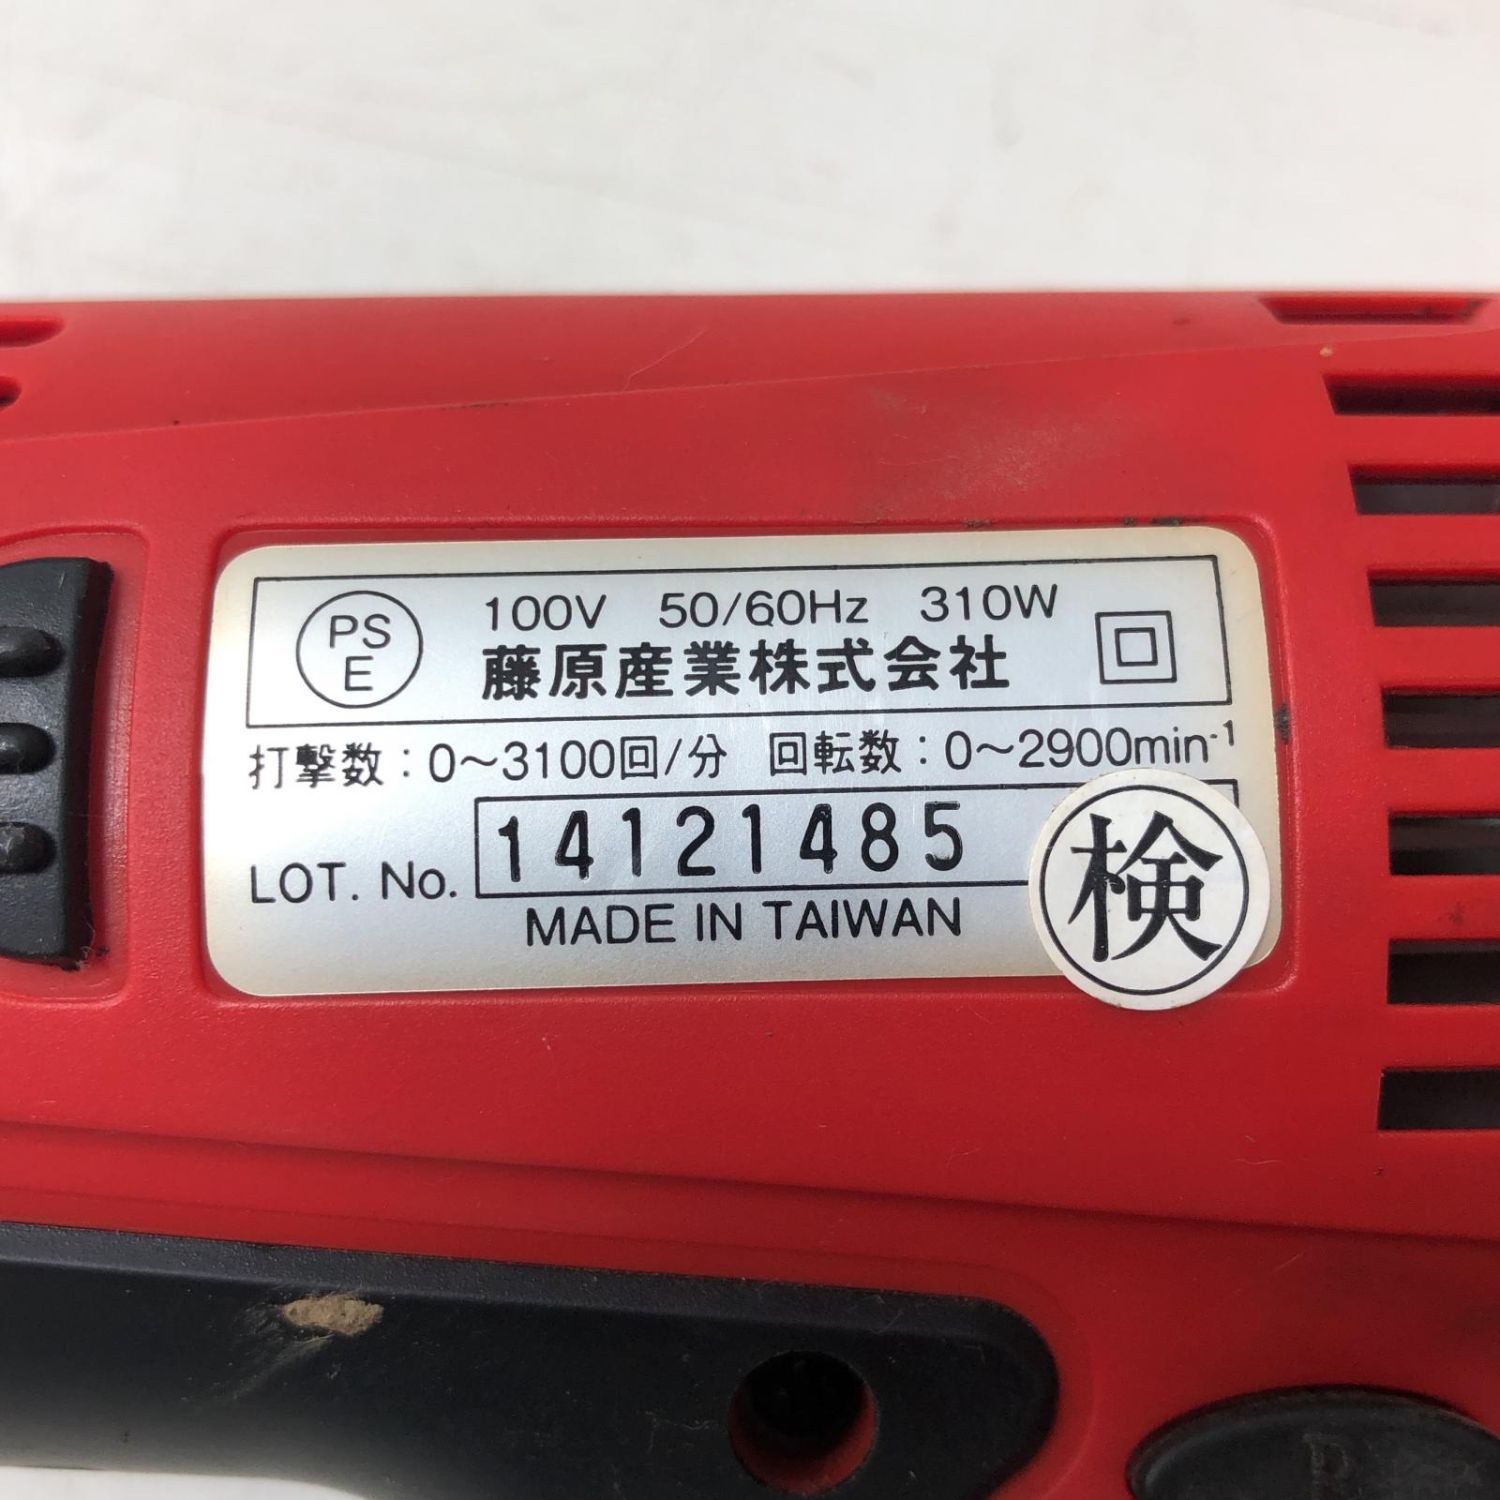 PS
E
100V 50/60Hz 310W
藤原産業株式会社
打撃数：0〜3100回/分 回転数：0〜2900min⁻¹
LOT. No. 14121485
検
MADE IN TAIWAN
R